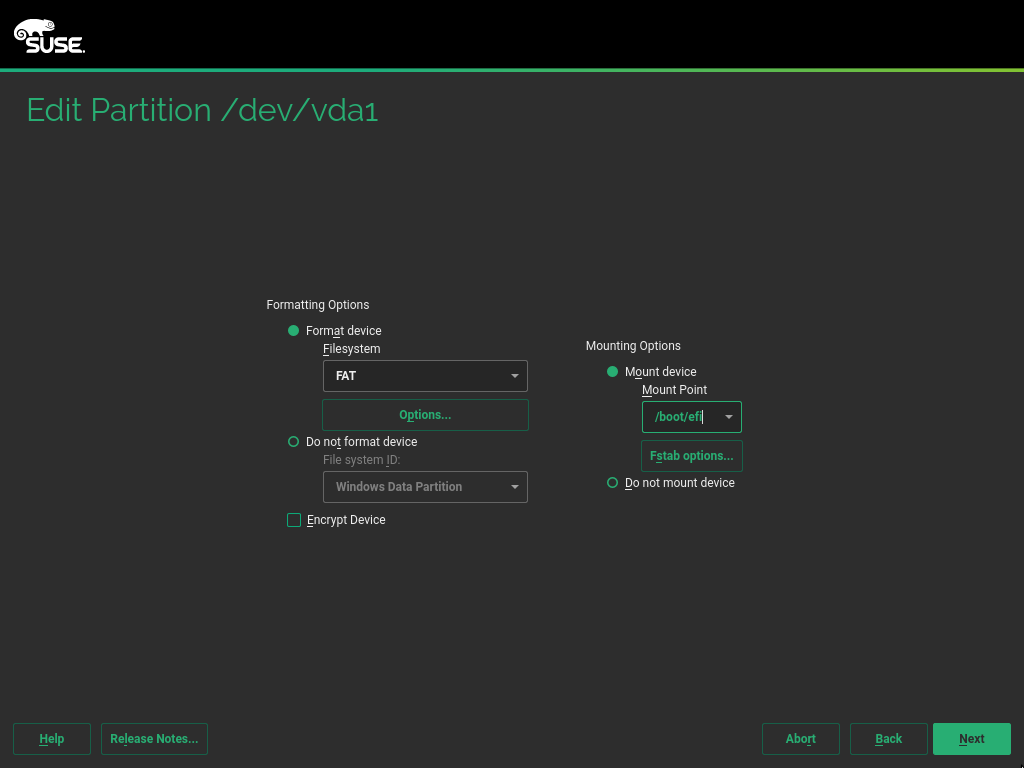 SUSE.
Edit Partition /dev/vda1
Formatting Options
Format device
Filesystem
FAT
Options...
Do not format device
File system ID:
Windows Data Partition
Encrypt Device
Mounting Options
Mount device
Mount Point
/boot/efi
Fstab options...
Do not mount device
Help
Release Notes...
Abort
Back
Next